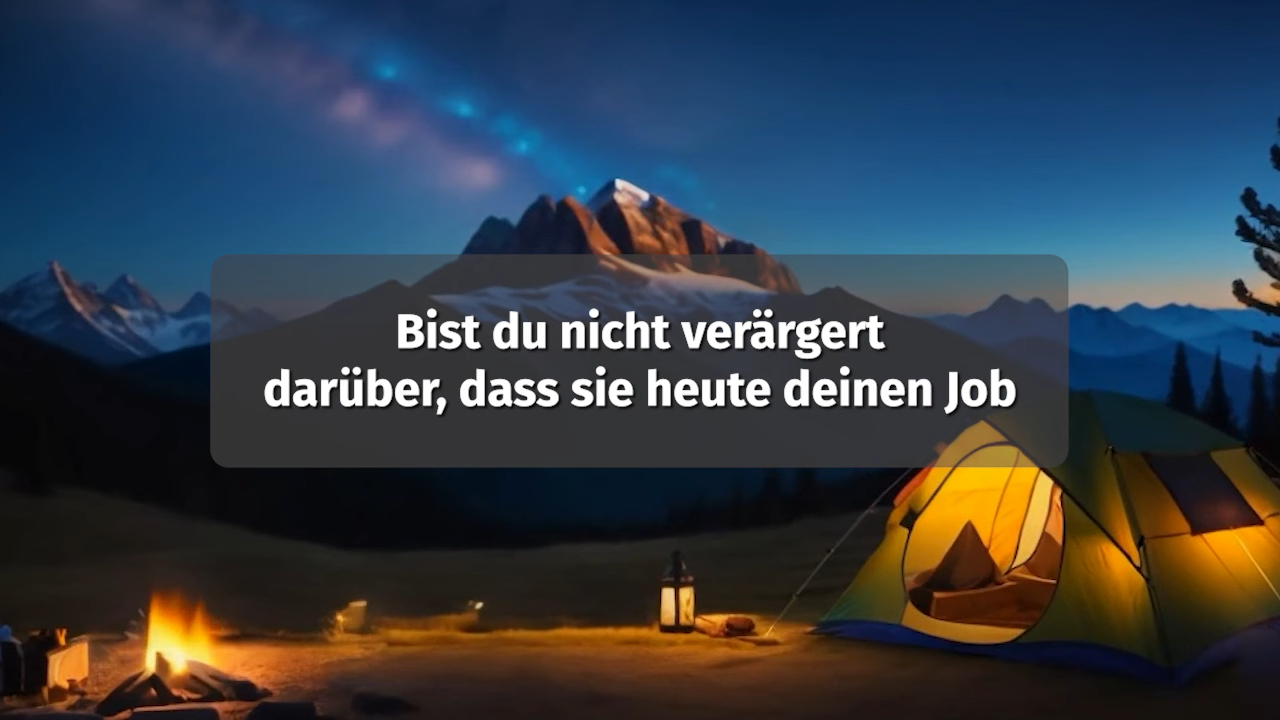 Bist du nicht verärgert
darüber, dass sie heute deinen Job